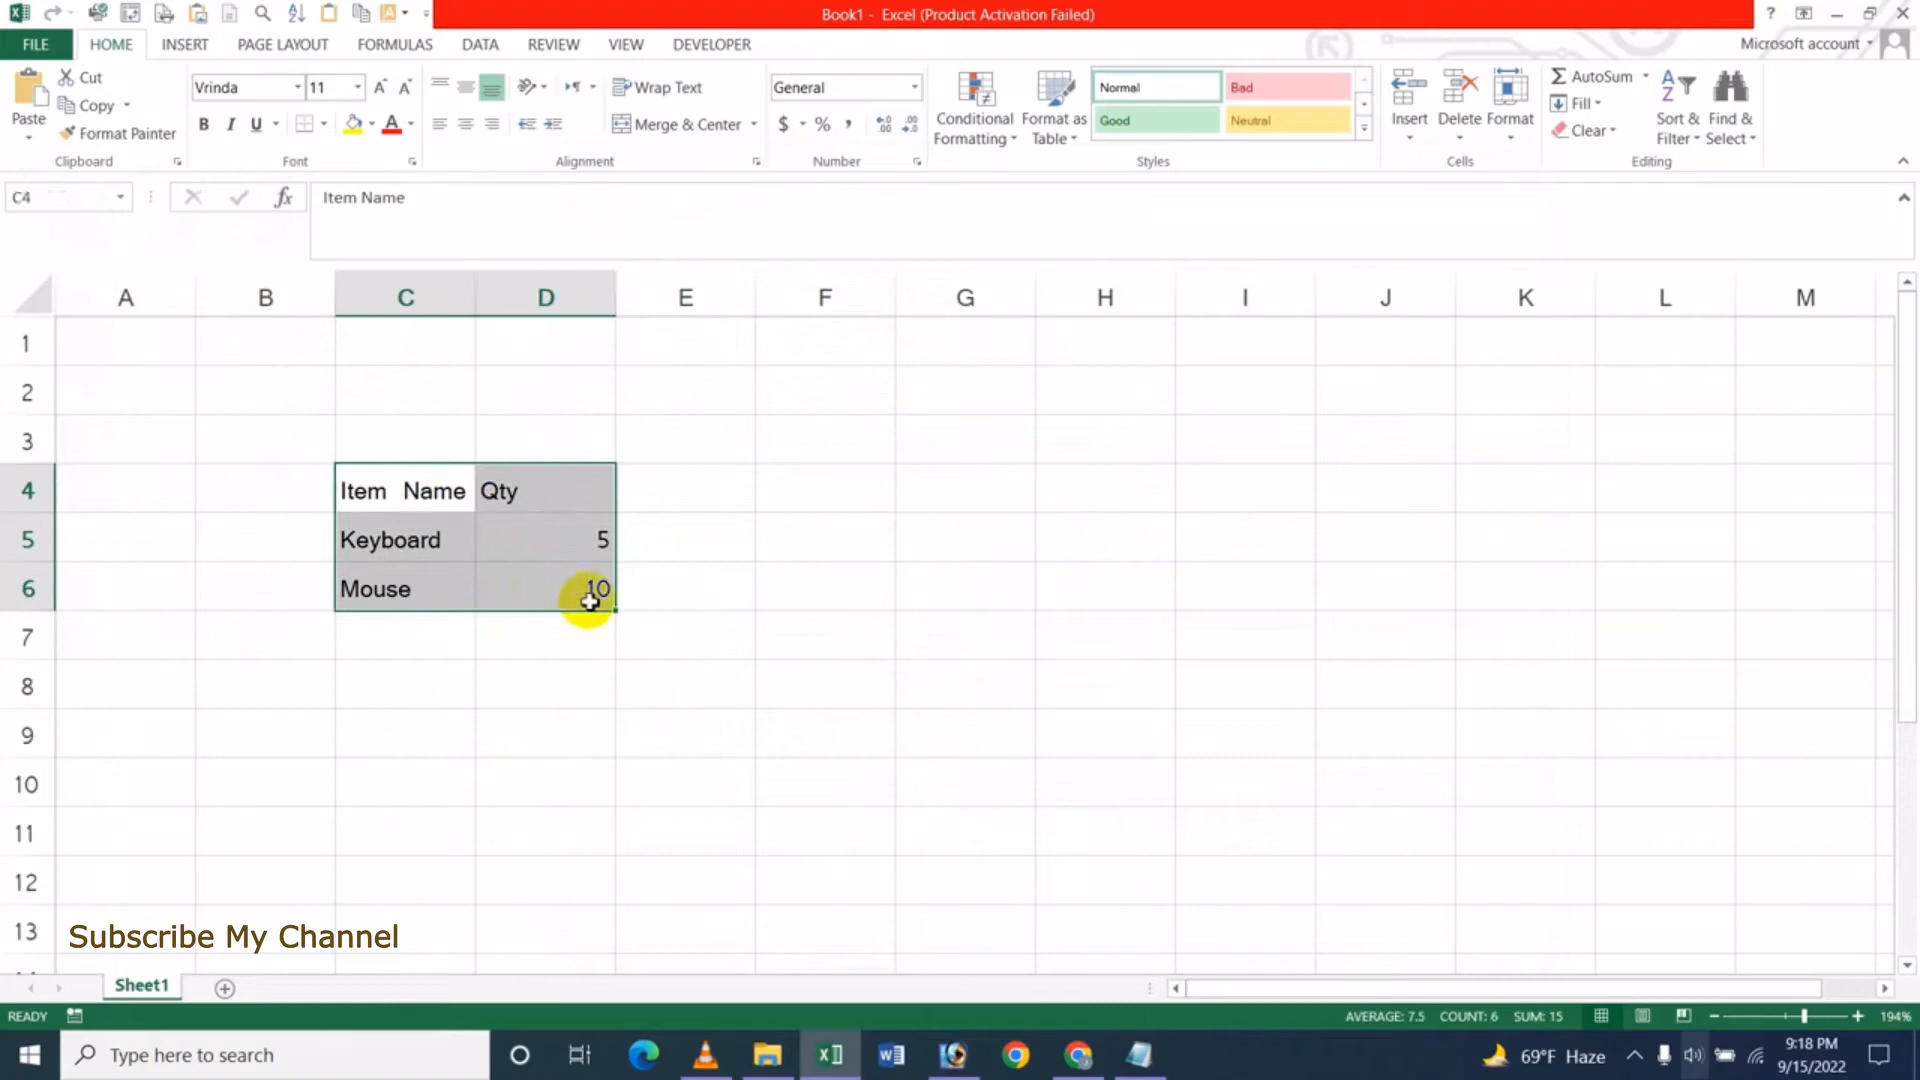 Book1 - Excel (Product Activation Failed)
?
FILE HOME INSERT PAGE LAYOUT FORMULAS DATA REVIEW VIEW DEVELOPER Microsoft account
Paste
Cut
Copy
Format Painter
Clipboard
Vrinda 11
B I U
Font
Wrap Text
Merge & Center
Alignment
General
$ % ,
Number
Conditional Formatting
Format as Table
Normal Bad
Good Neutral
Styles
Insert Delete Format
Cells
AutoSum
Fill
Clear
Sort & Filter
Find & Select
Editing
C4 fx Item Name
A B C D E F G H I J K L M
1
2
3
4 Item Name Qty
5 Keyboard 5
6 Mouse 10
7
8
9
10
11
12
13
Subscribe My Channel
Sheet1
READY AVERAGE: 7.5 COUNT: 6 SUM: 15 194%
Type here to search
69°F Haze
9:18 PM
9/15/2022